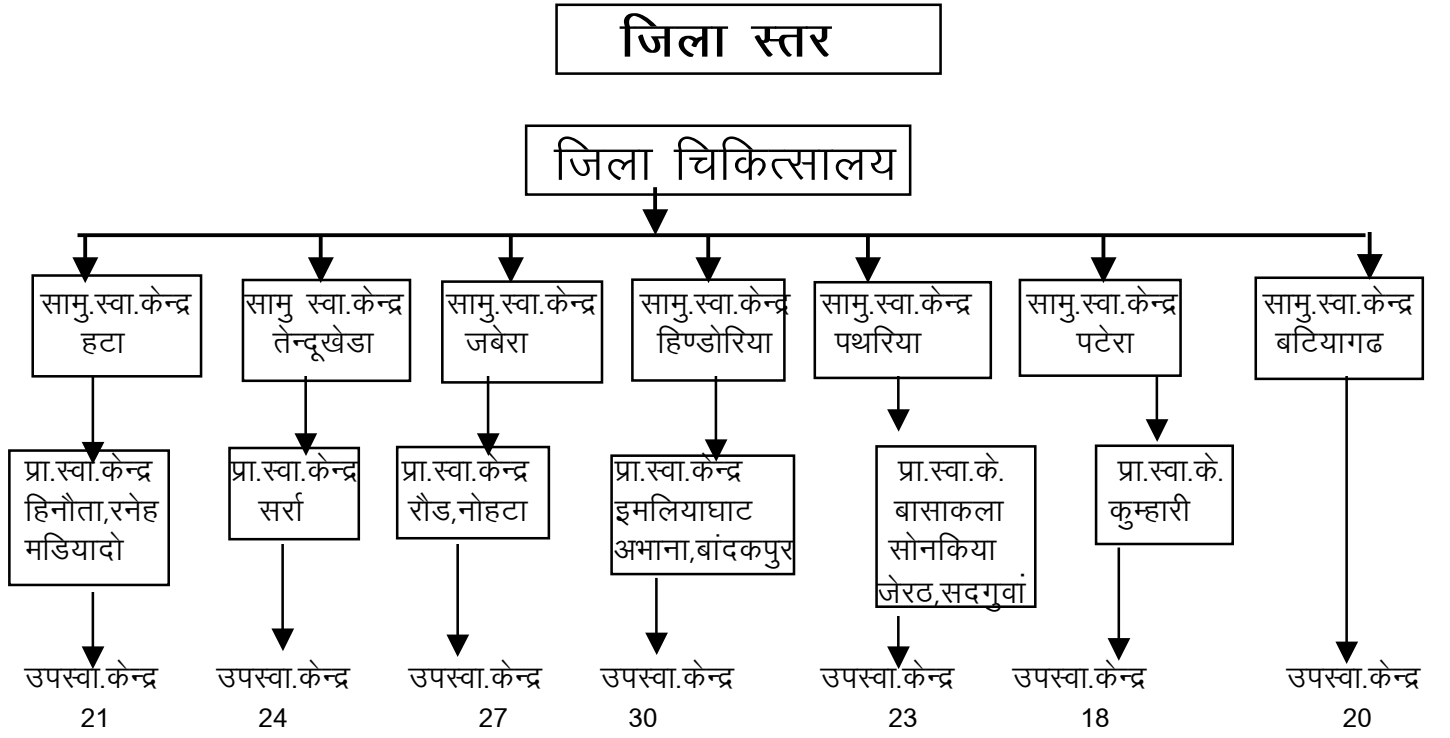 जिला स्तर
जिला चिकित्सालय
सामु.स्वा.केन्द्र
हटा
सामु स्वा.केन्द्र
तेन्दूखेडा
सामु.स्वा.केन्द्र
जबेरा
सामु.स्वा.केन्द्र
हिण्डोरिया
सामु.स्वा.केन्द्र
पथरिया
सामु.स्वा.केन्द्र
पटेरा
सामु.स्वा.केन्द्र
बटियागढ
प्रा.स्वा.केन्द्र
हिनौता,रनेह
मडियादो
प्रा.स्वा.केन्द्र
सर्रा
प्रा.स्वा.केन्द्र
रौड,नोहटा
प्रा.स्वा.केन्द्र
इमलियाघाट
अभाना,बांदकपुर
प्रा.स्वा.के.
बासाकला
सोनकिया
जेरठ,सदगुवां
प्रा.स्वा.के.
कुम्हारी
उपस्वा.केन्द्र
21
उपस्वा.केन्द्र
24
उपस्वा.केन्द्र
27
उपस्वा.केन्द्र
30
उपस्वा.केन्द्र
23
उपस्वा.केन्द्र
18
उपस्वा.केन्द्र
20